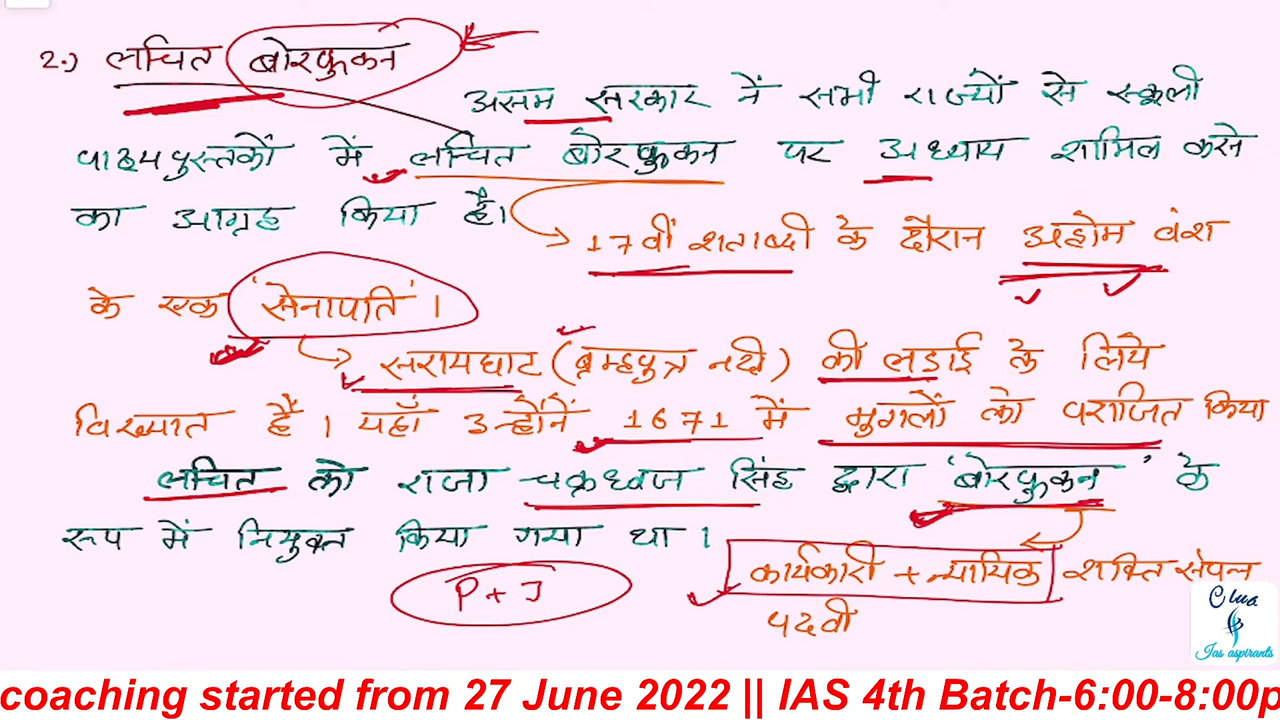 2.) लचित बोरफुकन
असम सरकार नें सभी राज्यों से स्कूली
पाठ्यपुस्तकों में लचित बोरफुकन पर अध्याय शामिल करने
का आग्रह किया है।
→ 17वीं शताब्दी के दौरान अहोम वंश
के एक 'सेनापति' ।
→ सरायघाट (ब्रम्हपुत्र नदी) की लडाई के लिये
विख्यात हैं । यहाँ उन्होंनें 1671 में मुगलों को पराजित किया
लचित को राजा चक्रध्वज सिंह द्वारा 'बोरफुकन' के
रूप में नियुक्त किया गया था ।
कार्यकारी + न्यायिक शक्ति संपन्न
P + J
पदवी
Clue
Ias aspirants
coaching started from 27 June 2022 || IAS 4th Batch-6:00-8:00p